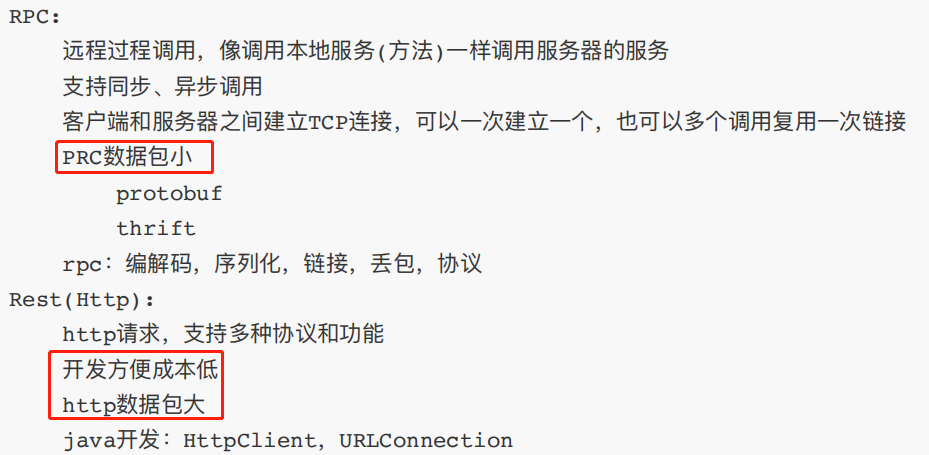 RPC:
远程过程调用，像调用本地服务(方法)一样调用服务器的服务
支持同步、异步调用
客户端和服务器之间建立TCP连接，可以一次建立一个，也可以多个调用复用一次链接
PRC数据包小
protobuf
thrift
rpc：编解码，序列化，链接，丢包，协议
Rest(Http):
http请求，支持多种协议和功能
开发方便成本低
http数据包大
java开发：HttpClient，URLConnection